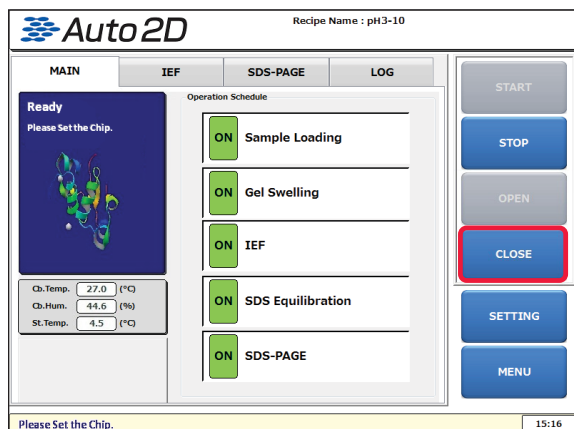 Auto2D
Recipe Name : pH3-10
MAIN
IEF
SDS-PAGE
LOG
Ready
Please Set the Chip.
Cb.Temp. 27.0 (°C)
Cb.Hum. 44.6 (%)
St.Temp. 4.5 (°C)
Operation Schedule
ON Sample Loading
ON Gel Swelling
ON IEF
ON SDS Equilibration
ON SDS-PAGE
START
STOP
OPEN
CLOSE
SETTING
MENU
Please Set the Chip.
15:16